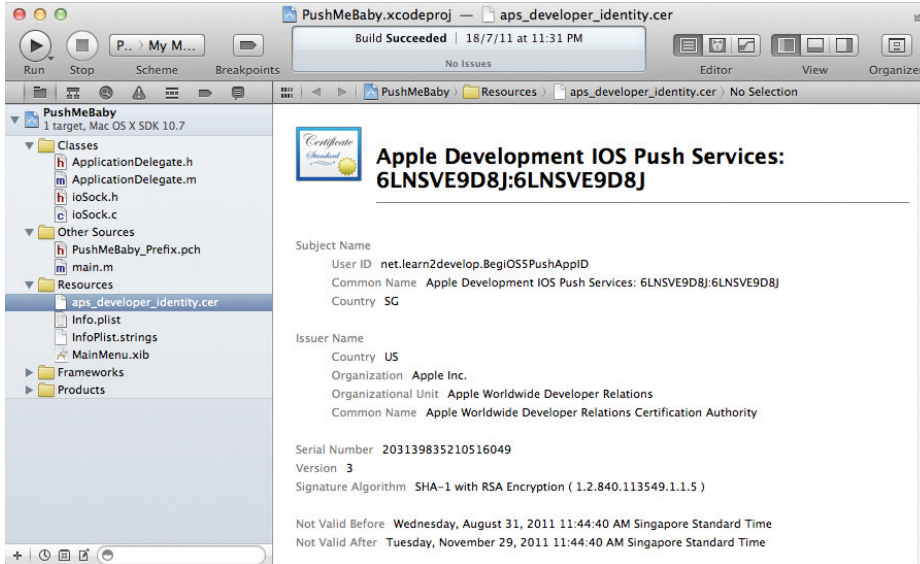 PushMeBaby.xcodeproj — aps_developer_identity.cer
Build Succeeded | 18/7/11 at 11:31 PM
No Issues
P.. 〉 My M...
Run Stop Scheme Breakpoints Editor View Organizer
PushMeBaby 〉 Resources 〉 aps_developer_identity.cer 〉 No Selection
PushMeBaby
1 target, Mac OS X SDK 10.7
Classes
h ApplicationDelegate.h
m ApplicationDelegate.m
h ioSock.h
c ioSock.c
Other Sources
h PushMeBaby_Prefix.pch
m main.m
Resources
aps_developer_identity.cer
Info.plist
InfoPlist.strings
MainMenu.xib
Frameworks
Products
Certificate
Standard
Apple Development IOS Push Services:
6LNSVE9D8J:6LNSVE9D8J
Subject Name
User ID net.learn2develop.BegiOS5PushAppID
Common Name Apple Development IOS Push Services: 6LNSVE9D8J:6LNSVE9D8J
Country SG
Issuer Name
Country US
Organization Apple Inc.
Organizational Unit Apple Worldwide Developer Relations
Common Name Apple Worldwide Developer Relations Certification Authority
Serial Number 203139835210516049
Version 3
Signature Algorithm SHA-1 with RSA Encryption ( 1.2.840.113549.1.1.5 )
Not Valid Before Wednesday, August 31, 2011 11:44:40 AM Singapore Standard Time
Not Valid After Tuesday, November 29, 2011 11:44:40 AM Singapore Standard Time